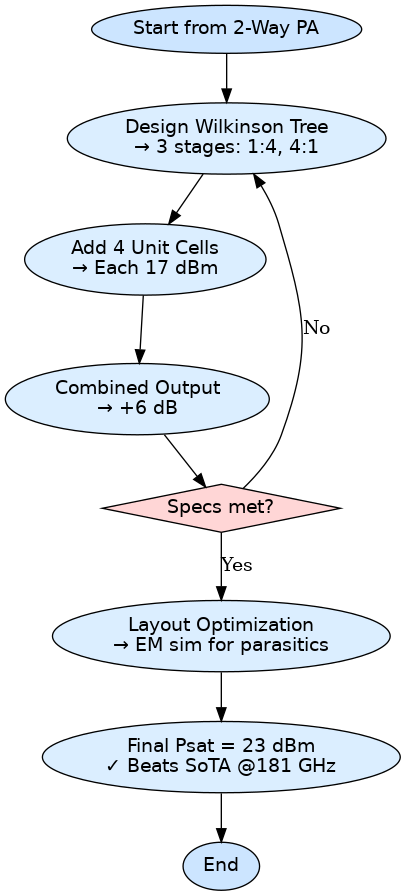 Start from 2-Way PA
Design Wilkinson Tree
→ 3 stages: 1:4, 4:1
Add 4 Unit Cells
→ Each 17 dBm
No
Combined Output
→ +6 dB
Specs met?
Yes
Layout Optimization
→ EM sim for parasitics
Final Psat = 23 dBm
✓ Beats SoTA @181 GHz
End